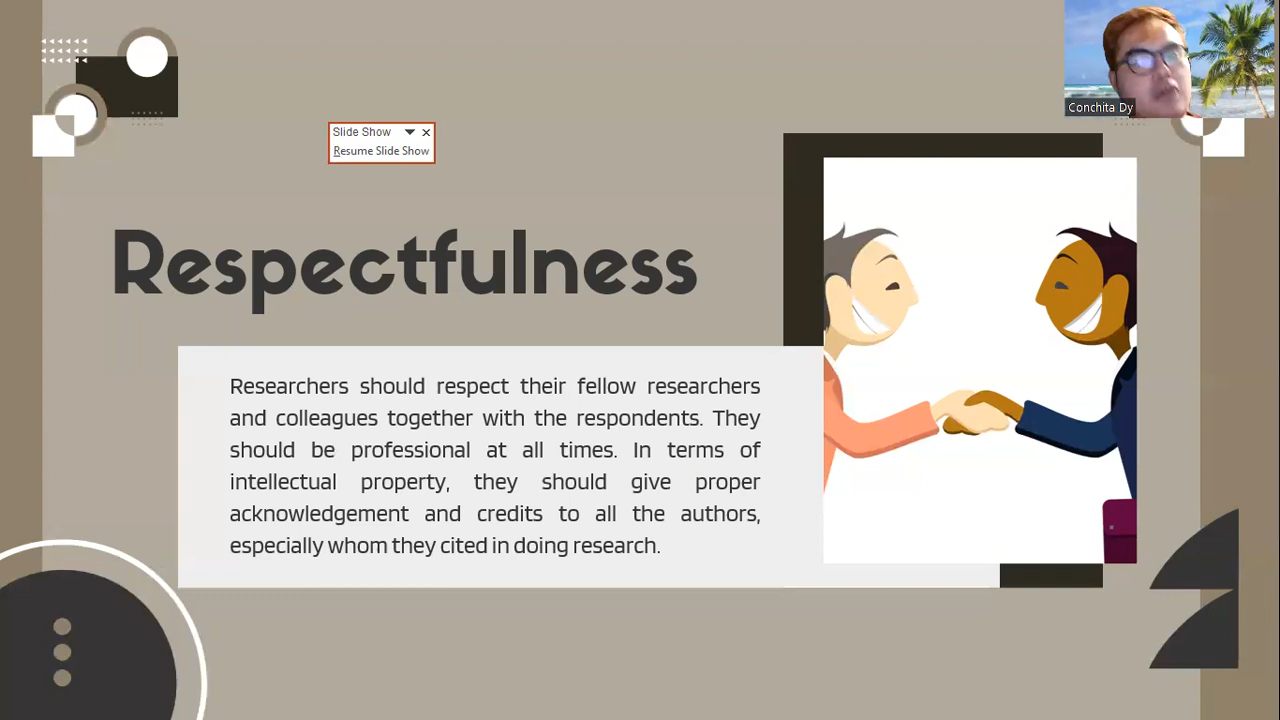 Conchita Dy
Slide Show
Resume Slide Show
Respectfulness
Researchers should respect their fellow researchers
and colleagues together with the respondents. They
should be professional at all times. In terms of
intellectual property, they should give proper
acknowledgement and credits to all the authors,
especially whom they cited in doing research.